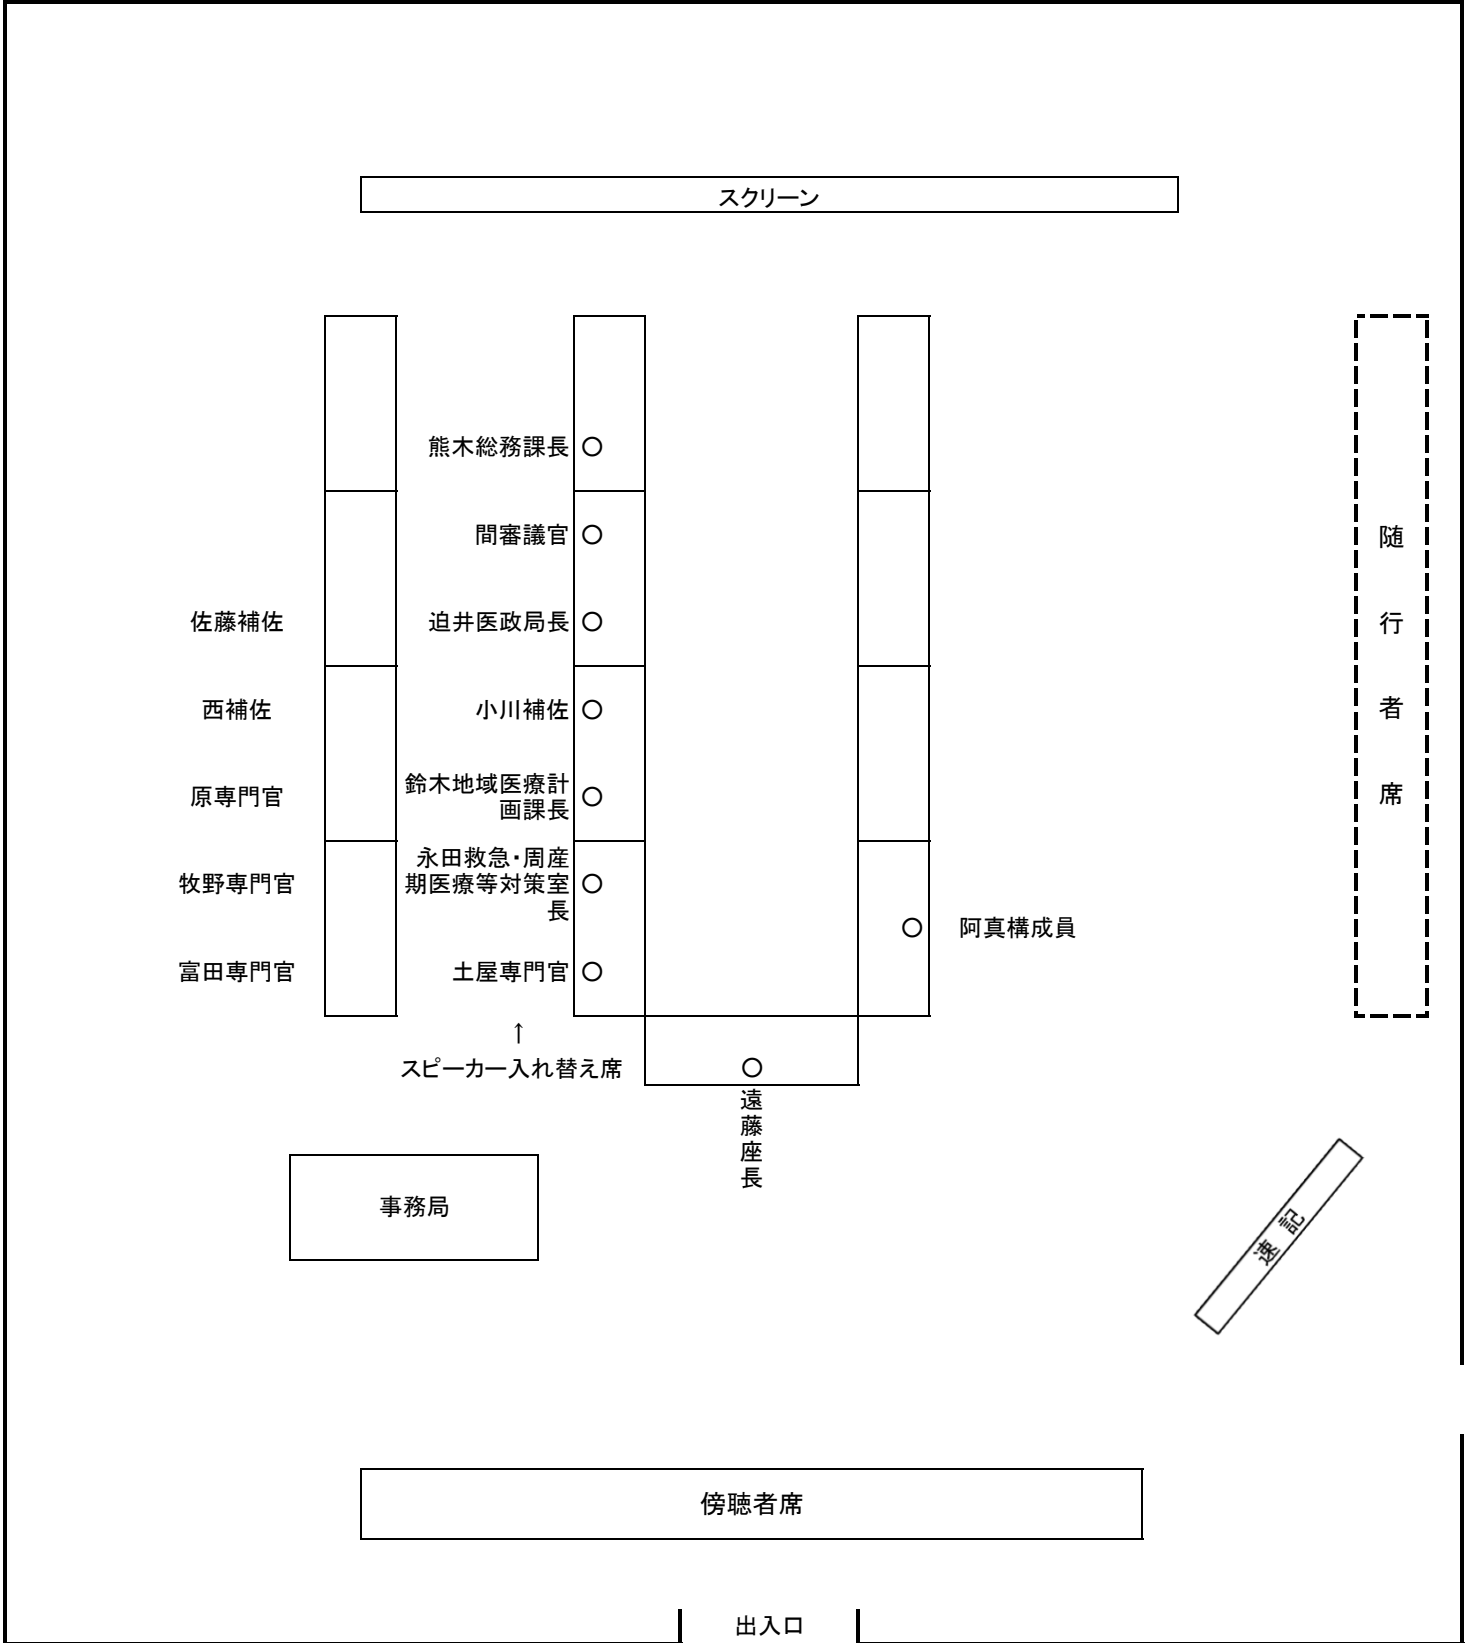 スクリーン
熊木総務課長 ○
間審議官 ○
佐藤補佐
迫井医政局長 ○
西補佐
小川補佐 ○
原専門官
鈴木地域医療計
画課長 ○
牧野専門官
永田救急・周産
期医療等対策室
長 ○
富田専門官
土屋専門官 ○
↑
スピーカー入れ替え席
○ 阿真構成員
○
遠藤座長
随行者席
事務局
速記
傍聴者席
出入口